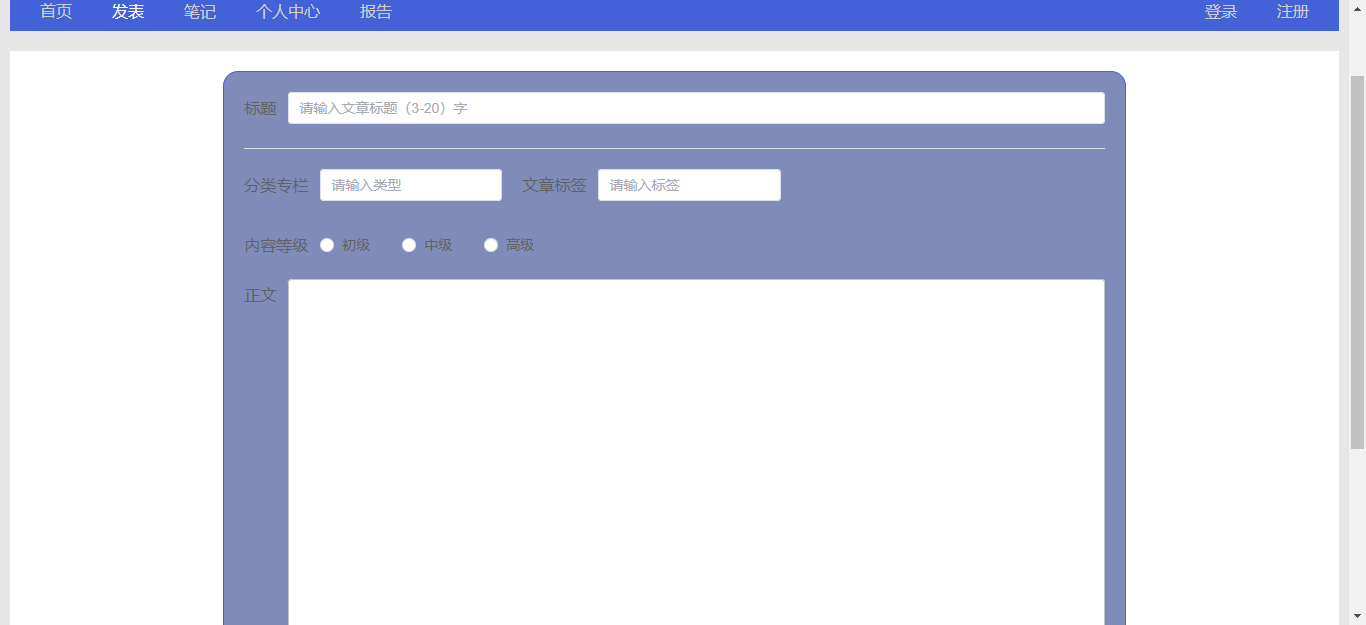 首页 发表 笔记 个人中心 报告 登录 注册
标题 请输入文章标题（3-20）字
分类专栏 请输入类型 文章标签 请输入标签
内容等级 初级 中级 高级
正文